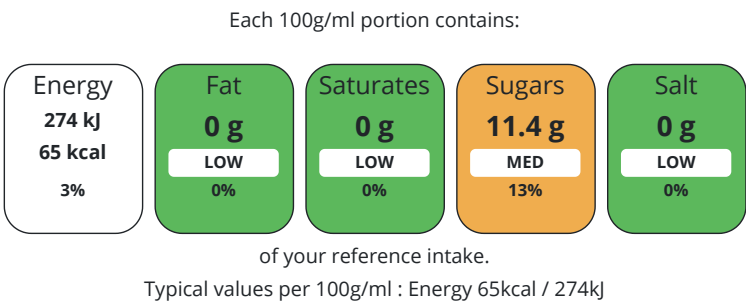 Each 100g/ml portion contains:
Energy
274 kJ
65 kcal
3%
Fat
0 g
LOW
0%
Saturates
0 g
LOW
0%
Sugars
11.4 g
MED
13%
Salt
0 g
LOW
0%
of your reference intake.
Typical values per 100g/ml : Energy 65kcal / 274kJ